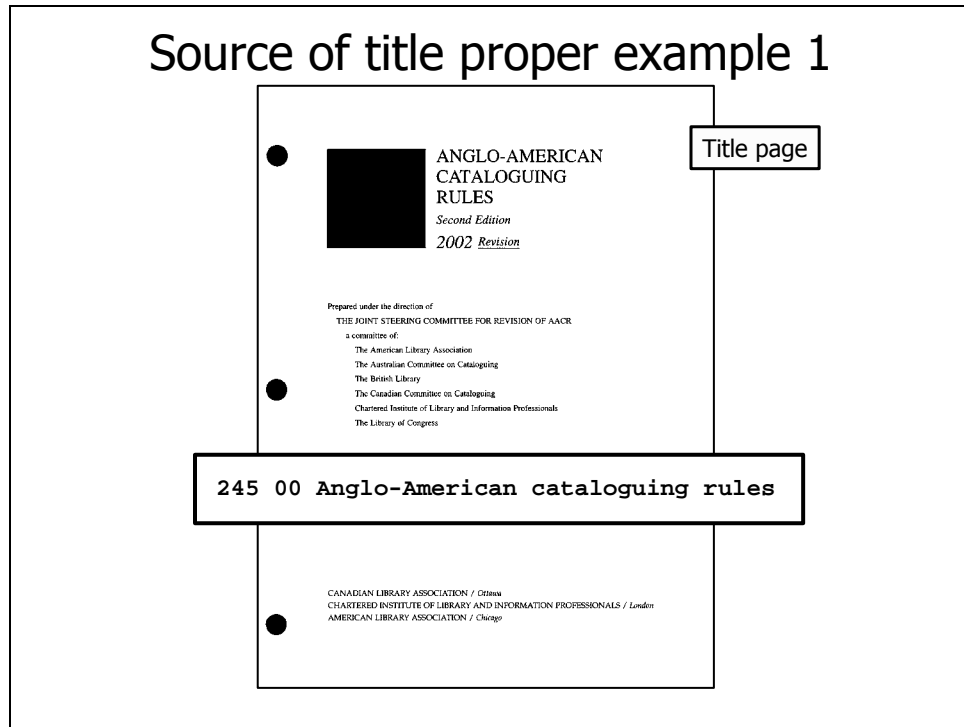 Source of title proper example 1
Title page
ANGLO-AMERICAN
CATALOGUING
RULES
Second Edition
2002 Revision
Prepared under the direction of
THE JOINT STEERING COMMITTEE FOR REVISION OF AACR
a committee of:
The American Library Association
The Australian Committee on Cataloguing
The British Library
The Canadian Committee on Cataloguing
Chartered Institute of Library and Information Professionals
The Library of Congress
245 00 Anglo-American cataloguing rules
CANADIAN LIBRARY ASSOCIATION / Ottawa
CHARTERED INSTITUTE OF LIBRARY AND INFORMATION PROFESSIONALS / London
AMERICAN LIBRARY ASSOCIATION / Chicago